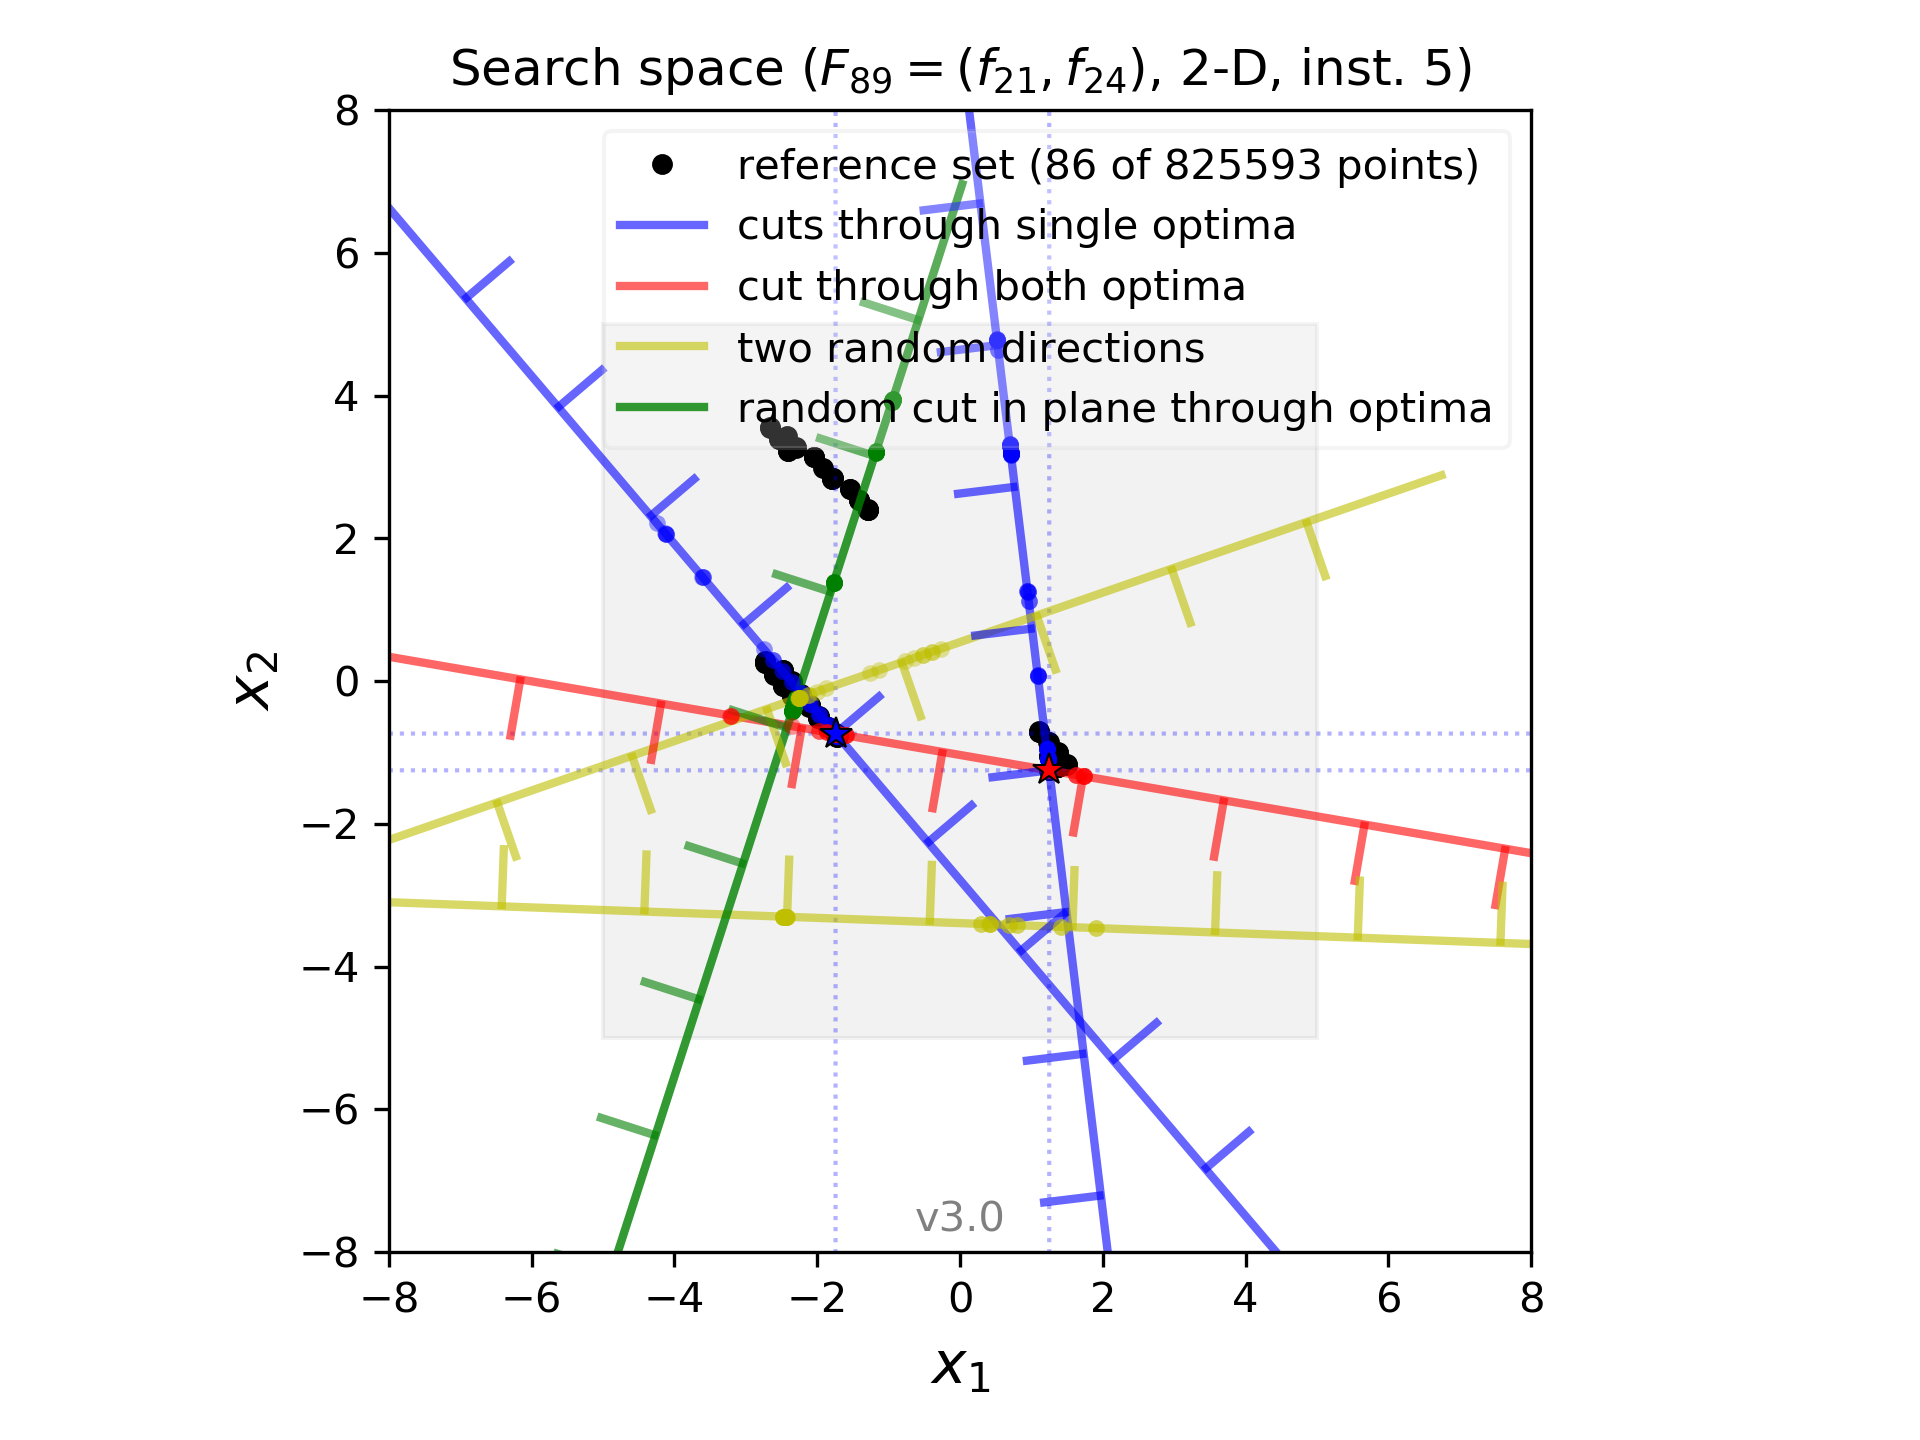 Search space (F89 = (f21, f24), 2-D, inst. 5)
reference set (86 of 825593 points)
cuts through single optima
cut through both optima
two random directions
random cut in plane through optima
8
6
4
2
0
−2
−4
−6
−8
x2
v3.0
−8 −6 −4 −2 0 2 4 6 8
x1